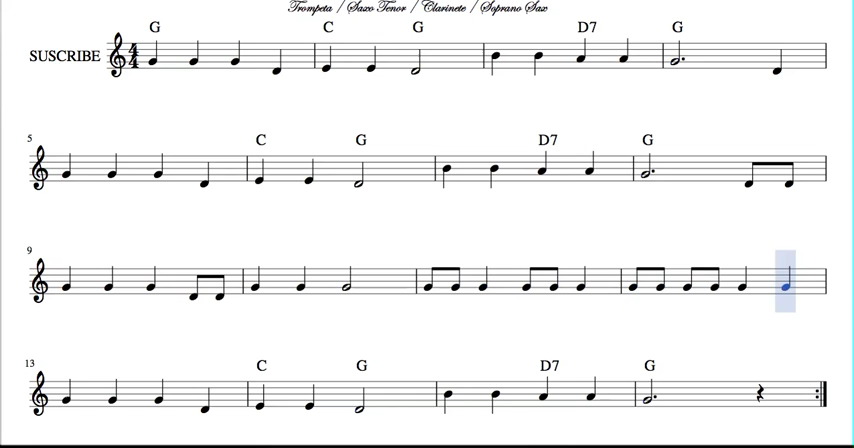 Trompeta / Saxo Tenor / Clarinete / Soprano Sax
G C G D7 G
SUSCRIBE
5
C G D7 G
9
13
C G D7 G